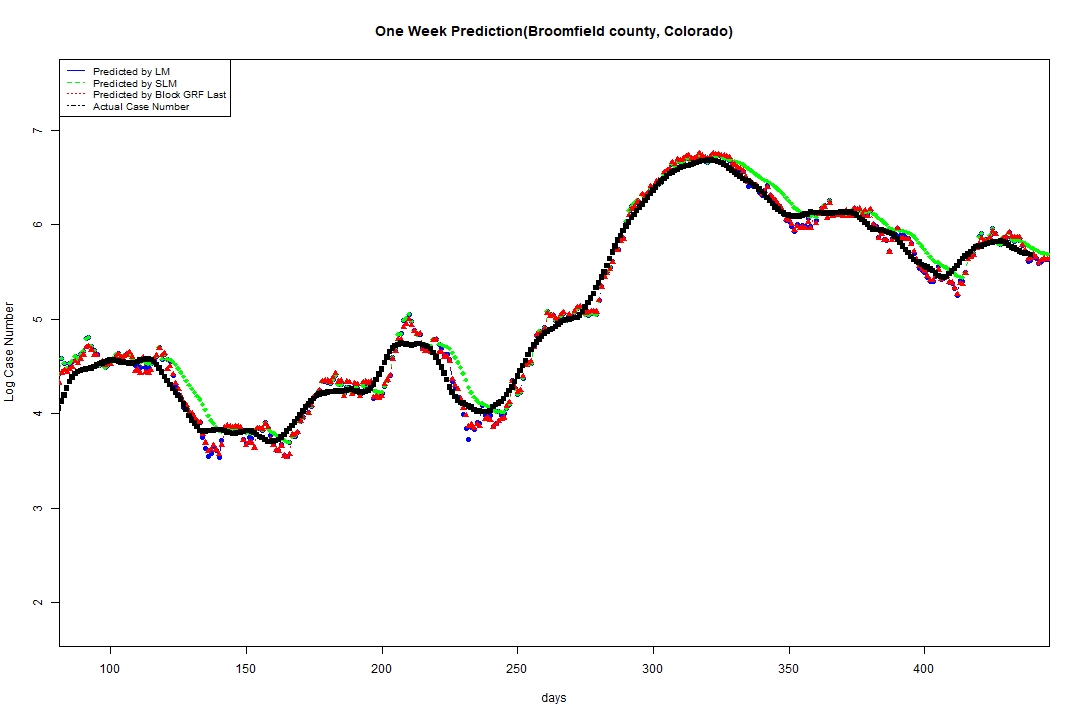 One Week Prediction(Broomfield county, Colorado)
Predicted by LM
Predicted by SLM
Predicted by Block GRF Last
Actual Case Number
Log Case Number
7
6
5
4
3
2
100 150 200 250 300 350 400
days